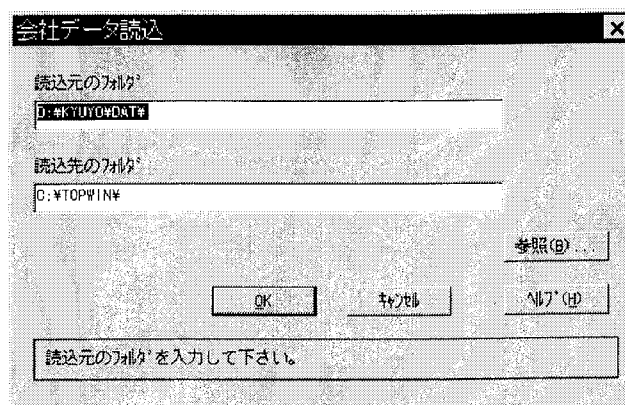 会社データ読込
読込元のﾌｫﾙﾀﾞ
D:¥KYUYO¥DAT¥
読込先のﾌｫﾙﾀﾞ
C:¥TOPWIN¥
参照(B)...
OK
ｷｬﾝｾﾙ
ﾍﾙﾌﾟ(H)
読込元のﾌｫﾙﾀﾞを入力して下さい。